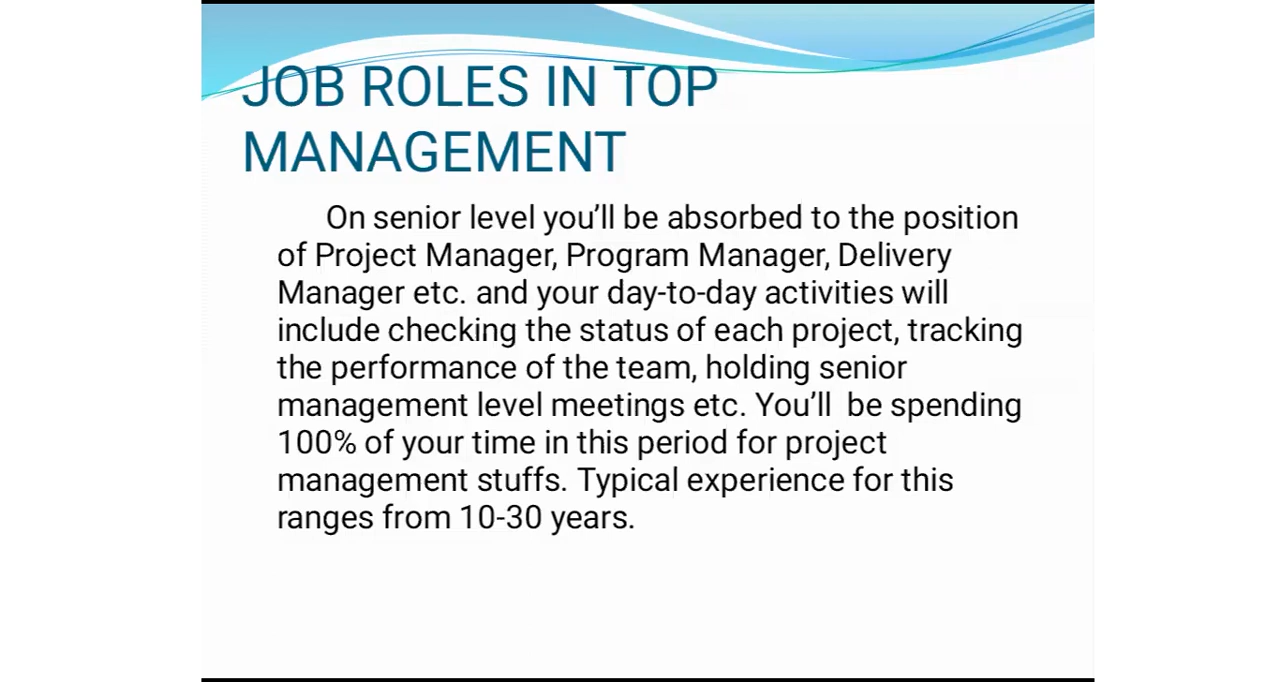 JOB ROLES IN TOP
MANAGEMENT
On senior level you’ll be absorbed to the position
of Project Manager, Program Manager, Delivery
Manager etc. and your day-to-day activities will
include checking the status of each project, tracking
the performance of the team, holding senior
management level meetings etc. You’ll  be spending
100% of your time in this period for project
management stuffs. Typical experience for this
ranges from 10-30 years.